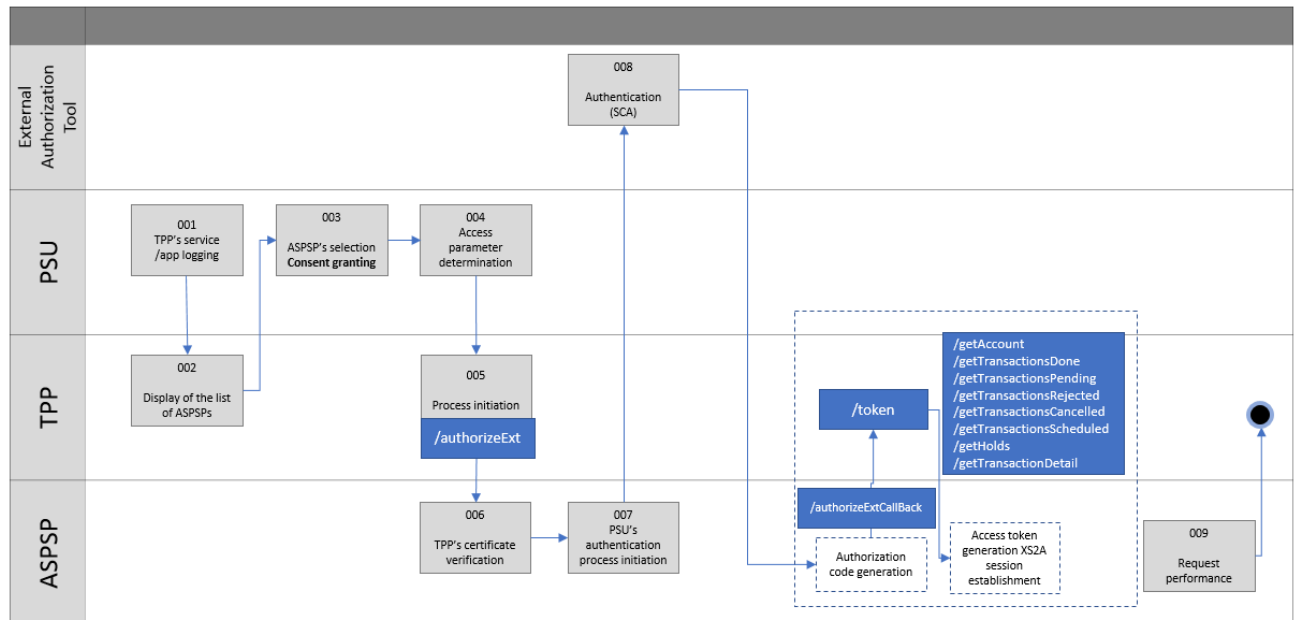 External
Authorization
Tool
008
Authentication
(SCA)
PSU
001
TPP's service
/app logging
003
ASPSP's selection
Consent granting
004
Access
parameter
determination
TPP
002
Display of the list
of ASPSPs
005
Process initiation
/authorizeExt
/token
/getAccount
/getTransactionsDone
/getTransactionsPending
/getTransactionsRejected
/getTransactionsCancelled
/getTransactionsScheduled
/getHolds
/getTransactionDetail
ASPSP
006
TPP's certificate
verification
007
PSU's
authentication
process initiation
/authorizeExtCallBack
Authorization
code generation
Access token
generation XS2A
session
establishment
009
Request
performance